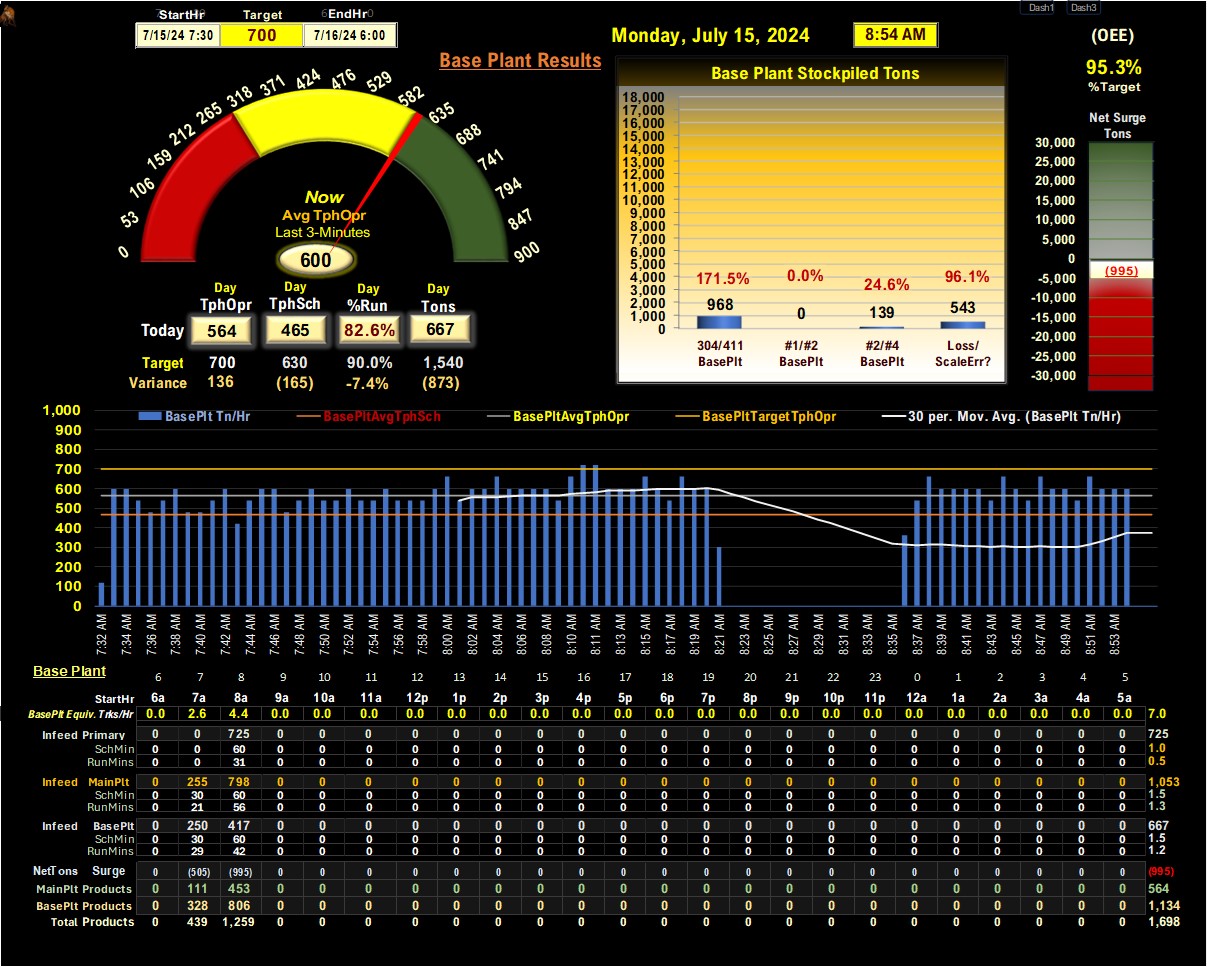 Dash1 Dash3
StartHr Target EndHr
7/15/24 7:30 700 7/16/24 6:00
Monday, July 15, 2024 8:54 AM
(OEE)
95.3%
%Target
Base Plant Results
Base Plant Stockpiled Tons
0 53 106 159 212 265 318 371 424 476 529 582 635 688 741 794 847 900
Now
Avg TphOpr
Last 3-Minutes
600
18,000
17,000
16,000
15,000
14,000
13,000
12,000
11,000
10,000
9,000
8,000
7,000
6,000
5,000
4,000
3,000
2,000
1,000
0
171.5% 0.0% 24.6% 96.1%
968 0 139 543
304/411 #1/#2 #2/#4 Loss/
BasePlt BasePlt BasePlt ScaleErr?
Net Surge
Tons
30,000
25,000
20,000
15,000
10,000
5,000
0
-5,000
-10,000
-15,000
-20,000
-25,000
-30,000
(995)
Day Day Day Day
TphOpr TphSch %Run Tons
Today 564 465 82.6% 667
Target 700 630 90.0% 1,540
Variance 136 (165) -7.4% (873)
BasePlt Tn/Hr BasePltAvgTphSch BasePltAvgTphOpr BasePltTargetTphOpr 30 per. Mov. Avg. (BasePlt Tn/Hr)
1,000
900
800
700
600
500
400
300
200
100
0
7:32 AM 7:34 AM 7:36 AM 7:38 AM 7:40 AM 7:42 AM 7:44 AM 7:46 AM 7:48 AM 7:50 AM 7:52 AM 7:54 AM 7:56 AM 7:58 AM 8:00 AM 8:02 AM 8:04 AM 8:06 AM 8:08 AM 8:10 AM 8:11 AM 8:13 AM 8:15 AM 8:17 AM 8:19 AM 8:21 AM 8:23 AM 8:25 AM 8:27 AM 8:29 AM 8:31 AM 8:33 AM 8:35 AM 8:37 AM 8:39 AM 8:41 AM 8:43 AM 8:45 AM 8:47 AM 8:49 AM 8:51 AM 8:53 AM
Base Plant
6 7 8 9 10 11 12 13 14 15 16 17 18 19 20 21 22 23 0 1 2 3 4 5
StartHr 6a 7a 8a 9a 10a 11a 12p 1p 2p 3p 4p 5p 6p 7p 8p 9p 10p 11p 12a 1a 2a 3a 4a 5a
BasePlt Equiv. Trks/Hr 0.0 2.6 4.4 0.0 0.0 0.0 0.0 0.0 0.0 0.0 0.0 0.0 0.0 0.0 0.0 0.0 0.0 0.0 0.0 0.0 0.0 0.0 0.0 0.0 7.0
Infeed Primary 0 0 725 0 0 0 0 0 0 0 0 0 0 0 0 0 0 0 0 0 0 0 0 0 725
SchMin 0 0 60 0 0 0 0 0 0 0 0 0 0 0 0 0 0 0 0 0 0 0 0 0 1.0
RunMins 0 0 31 0 0 0 0 0 0 0 0 0 0 0 0 0 0 0 0 0 0 0 0 0 0.5
Infeed MainPlt 0 255 798 0 0 0 0 0 0 0 0 0 0 0 0 0 0 0 0 0 0 0 0 0 1,053
SchMin 0 30 60 0 0 0 0 0 0 0 0 0 0 0 0 0 0 0 0 0 0 0 0 0 1.5
RunMins 0 21 56 0 0 0 0 0 0 0 0 0 0 0 0 0 0 0 0 0 0 0 0 0 1.3
Infeed BasePlt 0 250 417 0 0 0 0 0 0 0 0 0 0 0 0 0 0 0 0 0 0 0 0 0 667
SchMin 0 30 60 0 0 0 0 0 0 0 0 0 0 0 0 0 0 0 0 0 0 0 0 0 1.5
RunMins 0 29 42 0 0 0 0 0 0 0 0 0 0 0 0 0 0 0 0 0 0 0 0 0 1.2
NetTons Surge 0 (505) (995) 0 0 0 0 0 0 0 0 0 0 0 0 0 0 0 0 0 0 0 0 0 (995)
MainPlt Products 0 111 453 0 0 0 0 0 0 0 0 0 0 0 0 0 0 0 0 0 0 0 0 0 564
BasePlt Products 0 328 806 0 0 0 0 0 0 0 0 0 0 0 0 0 0 0 0 0 0 0 0 0 1,134
Total Products 0 439 1,259 0 0 0 0 0 0 0 0 0 0 0 0 0 0 0 0 0 0 0 0 0 1,698